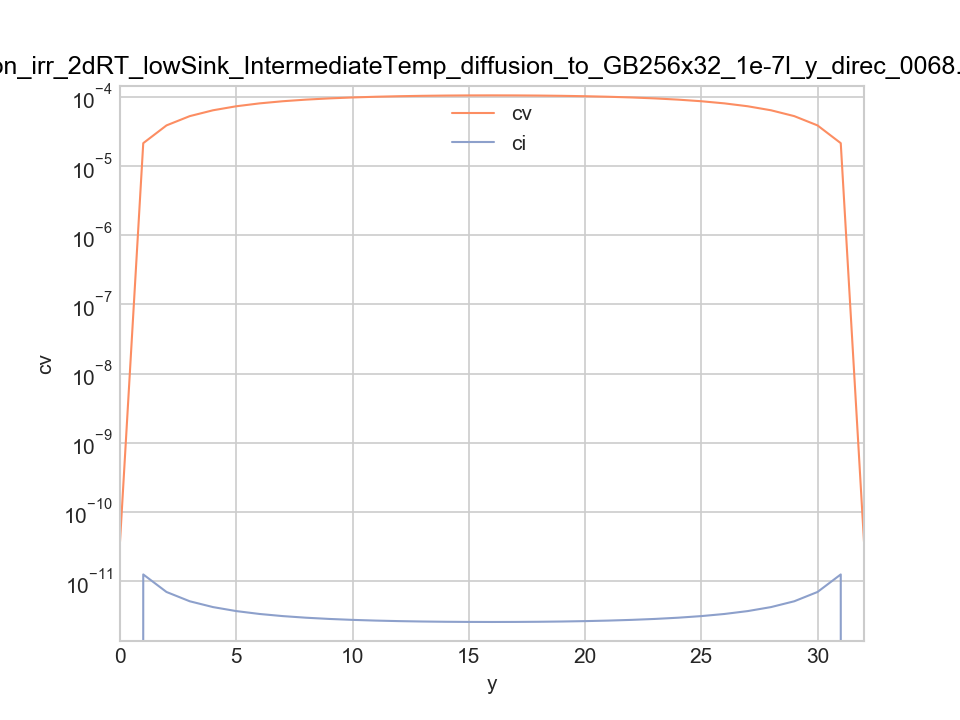 on_irr_2dRT_lowSink_IntermediateTemp_diffusion_to_GB256x32_1e-7l_y_direc_0068.
cv
ci
10⁻⁴
10⁻⁵
10⁻⁶
10⁻⁷
10⁻⁸
10⁻⁹
10⁻¹⁰
10⁻¹¹
cv
0 5 10 15 20 25 30
y